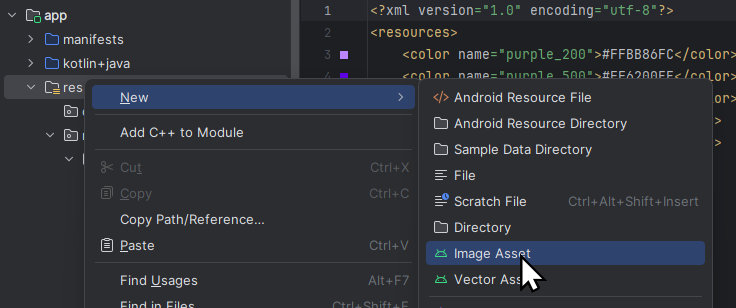 app
manifests
kotlin+java
res
1 <?xml version="1.0" encoding="utf-8"?>
2 <resources>
3 <color name="purple_200">#FFBB86FC</color>
4 <color name="purple_500">#FF6200EE</color>
New
Add C++ to Module
Cut Ctrl+X
Copy Ctrl+C
Copy Path/Reference...
Paste Ctrl+V
Find Usages Alt+F7
Find in Files Ctrl+Shift+F
Android Resource File
Android Resource Directory
Sample Data Directory
File
Scratch File Ctrl+Alt+Shift+Insert
Directory
Image Asset
Vector